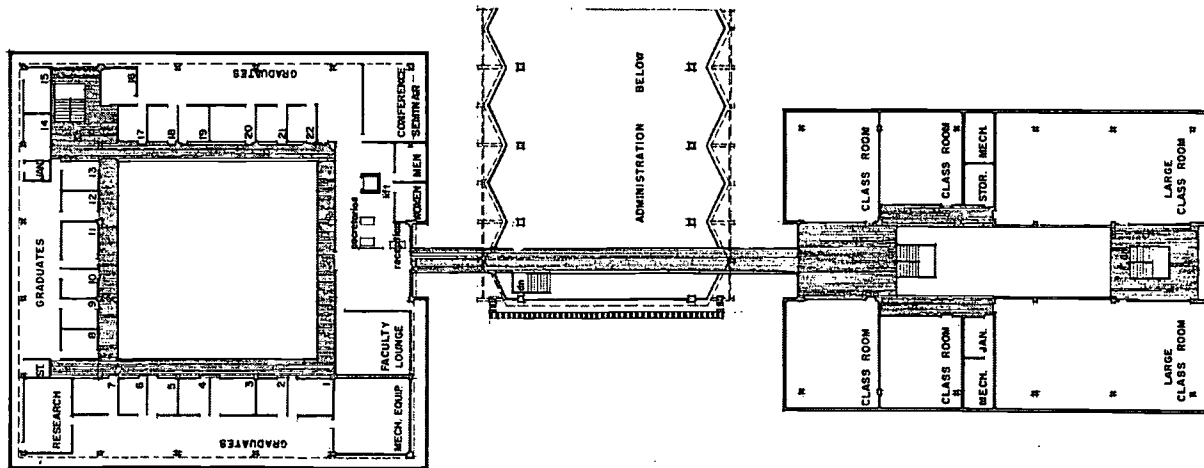 15
14
JAN.
GRADUATES
16
GRADUATES
17
18
19
20
21
22
CONFERENCE
SEMINAR
13
12
11
10
9
8
ST.
RESEARCH
7
6
5
4
3
2
1
GRADUATES
MECH. EQUIP.
FACULTY
LOUNGE
secretaries
reception
lift
WOMEN
MEN
ADMINISTRATION BELOW
dn
CLASS ROOM
CLASS ROOM
STOR.
MECH.
LARGE
CLASS ROOM
CLASS ROOM
CLASS ROOM
MECH.
JAN.
LARGE
CLASS ROOM